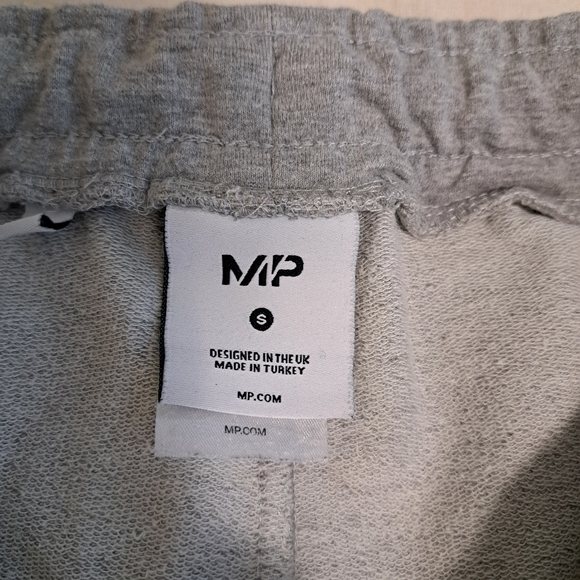 MP
S
DESIGNED IN THE UK
MADE IN TURKEY
MP.COM
MP.COM